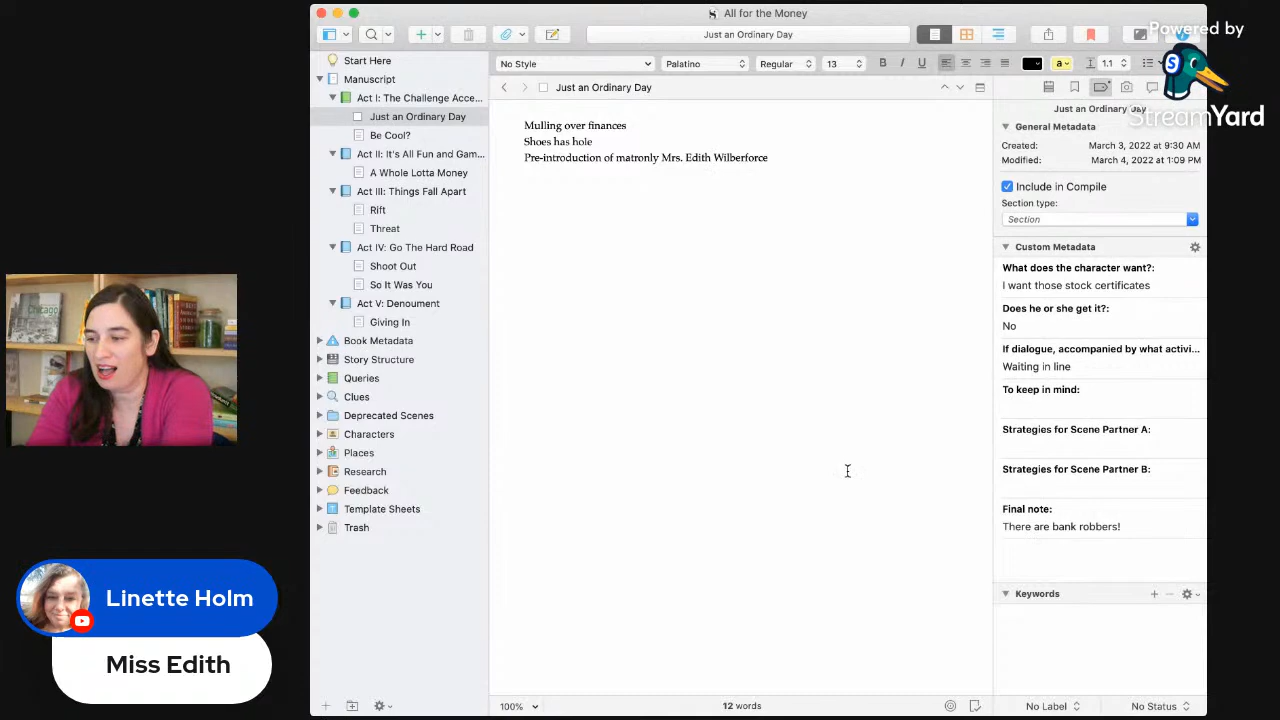 All for the Money
Just an Ordinary Day
Powered by
StreamYard
No Style
Palatino
Regular
13
B
I
U
a
1.1
Start Here
Manuscript
Act I: The Challenge Acce...
Just an Ordinary Day
Be Cool?
Act II: It's All Fun and Gam...
A Whole Lotta Money
Act III: Things Fall Apart
Rift
Threat
Act IV: Go The Hard Road
Shoot Out
So It Was You
Act V: Denoument
Giving In
Book Metadata
Story Structure
Queries
Clues
Deprecated Scenes
Characters
Places
Research
Feedback
Template Sheets
Trash
Just an Ordinary Day
Mulling over finances
Shoes has hole
Pre-introduction of matronly Mrs. Edith Wilberforce
100%
12 words
Just an Ordinary Day
General Metadata
Created: March 3, 2022 at 9:30 AM
Modified: March 4, 2022 at 1:09 PM
Include in Compile
Section type:
Section
Custom Metadata
What does the character want?:
I want those stock certificates
Does he or she get it?:
No
If dialogue, accompanied by what activi...
Waiting in line
To keep in mind:
Strategies for Scene Partner A:
Strategies for Scene Partner B:
Final note:
There are bank robbers!
Keywords
No Label
No Status
Chicago
Linette Holm
Miss Edith